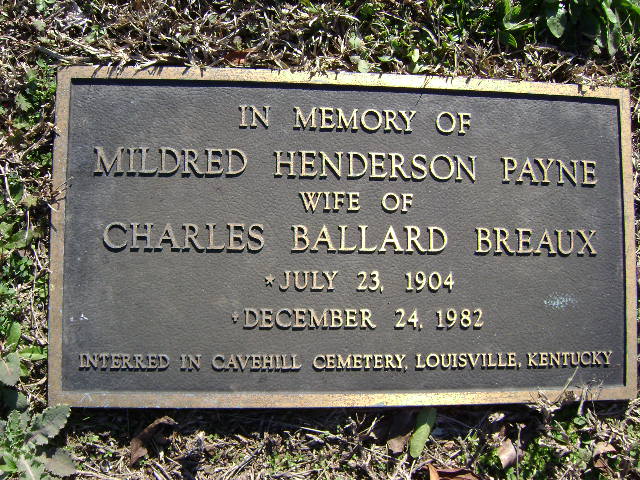 IN MEMORY OF
MILDRED HENDERSON PAYNE
WIFE OF
CHARLES BALLARD BREAUX
*JULY 23, 1904
*DECEMBER 24, 1982
INTERRED IN CAVEHILL CEMETERY, LOUISVILLE, KENTUCKY